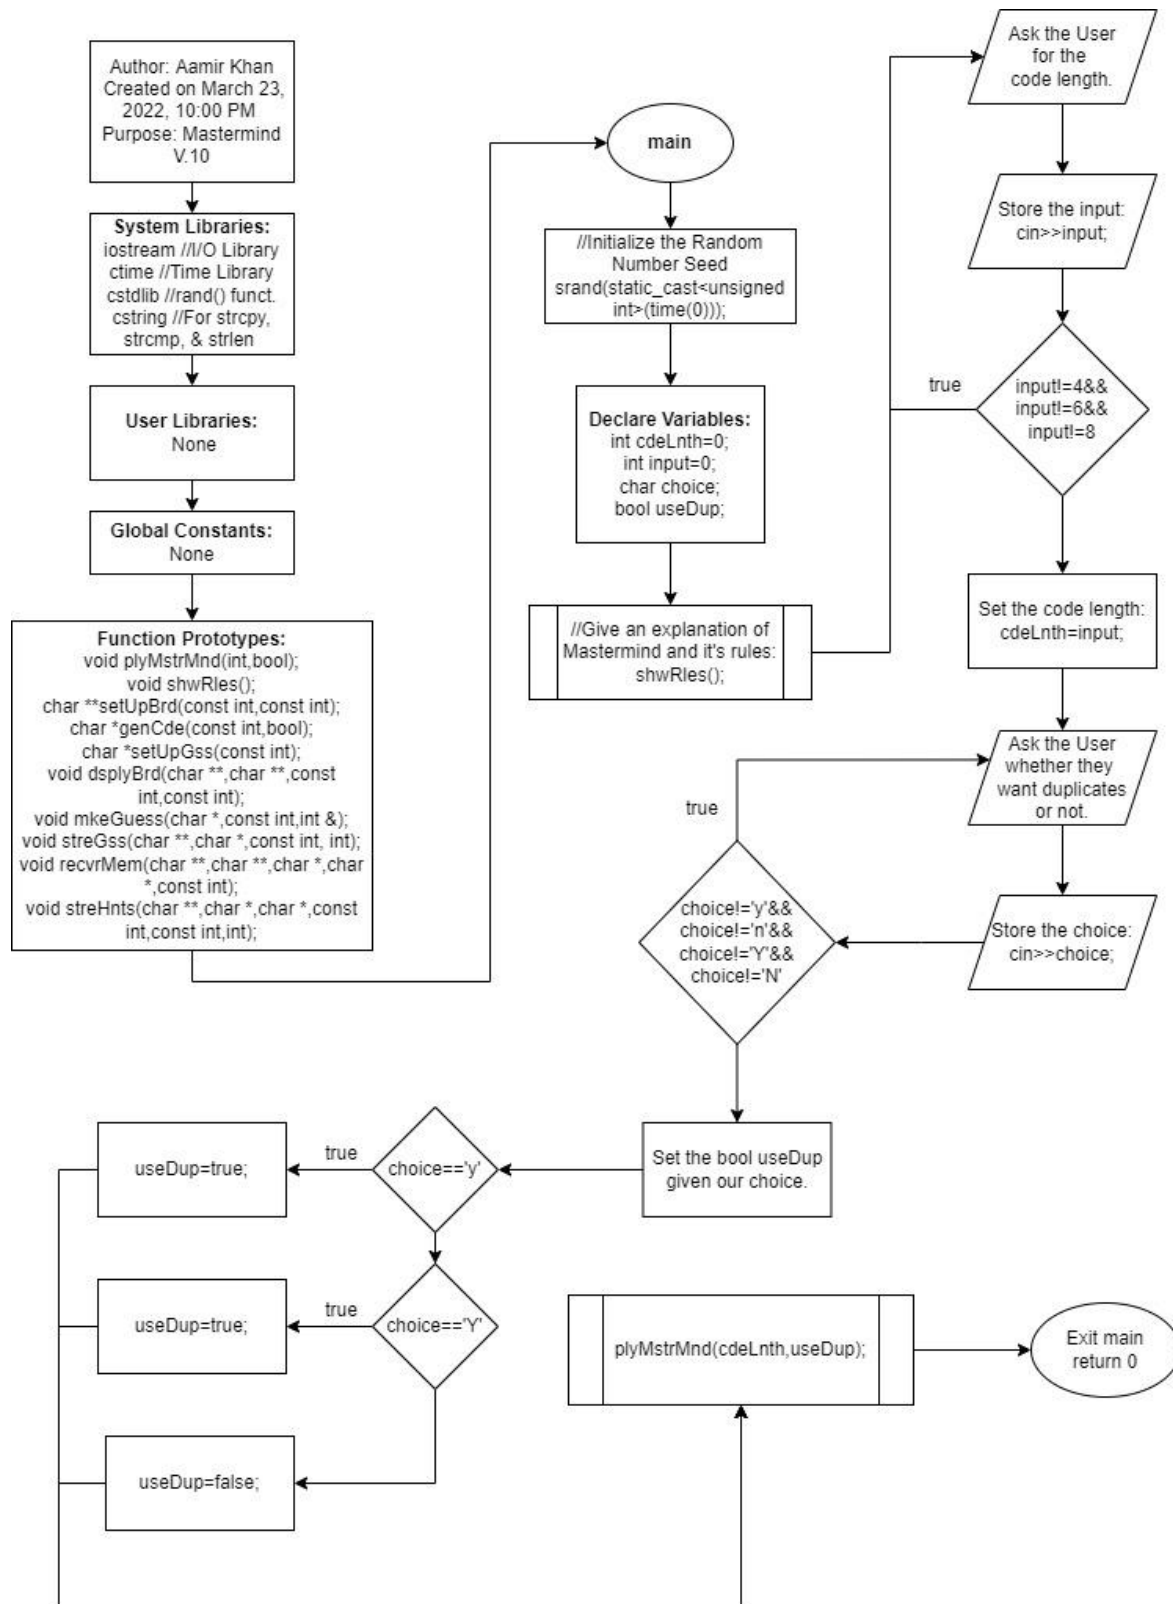 Author: Aamir Khan
Created on March 23,
2022, 10:00 PM
Purpose: Mastermind
V.10
System Libraries:
iostream //I/O Library
ctime //Time Library
cstdlib //rand() funct.
cstring //For strcpy,
strcmp, & strlen
User Libraries:
None
Global Constants:
None
Function Prototypes:
void plyMstrMnd(int,bool);
void shwRles();
char **setUpBrd(const int,const int);
char *genCde(const int,bool);
char *setUpGss(const int);
void dsplyBrd(char **,char **,const
int,const int);
void mkeGuess(char *,const int,int &);
void streGss(char **,char *,const int, int);
void recvrMem(char **,char **,char *,char
*,const int);
void streHnts(char **,char *,char *,const
int,const int,int);
main
//Initialize the Random
Number Seed
srand(static_cast<unsigned
int>(time(0)));
Declare Variables:
int cdeLnth=0;
int input=0;
char choice;
bool useDup;
//Give an explanation of
Mastermind and it's rules:
shwRles();
Ask the User
for the
code length.
Store the input:
cin>>input;
true
input!=4&&
input!=6&&
input!=8
Set the code length:
cdeLnth=input;
Ask the User
whether they
want duplicates
or not.
Store the choice:
cin>>choice;
true
choice!='y'&&
choice!='n'&&
choice!='Y'&&
choice!='N'
Set the bool useDup
given our choice.
choice=='y'
true
useDup=true;
choice=='Y'
true
useDup=true;
useDup=false;
plyMstrMnd(cdeLnth,useDup);
Exit main
return 0